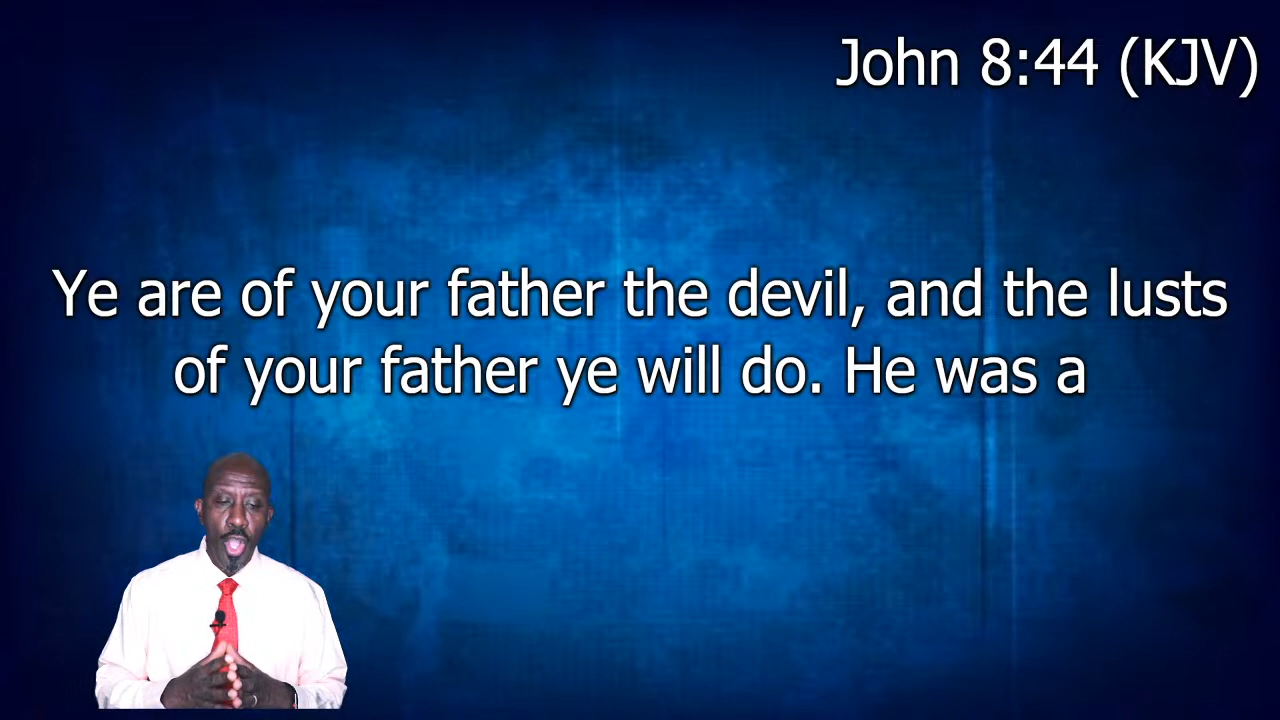 John 8:44 (KJV)
Ye are of your father the devil, and the lusts
of your father ye will do. He was a